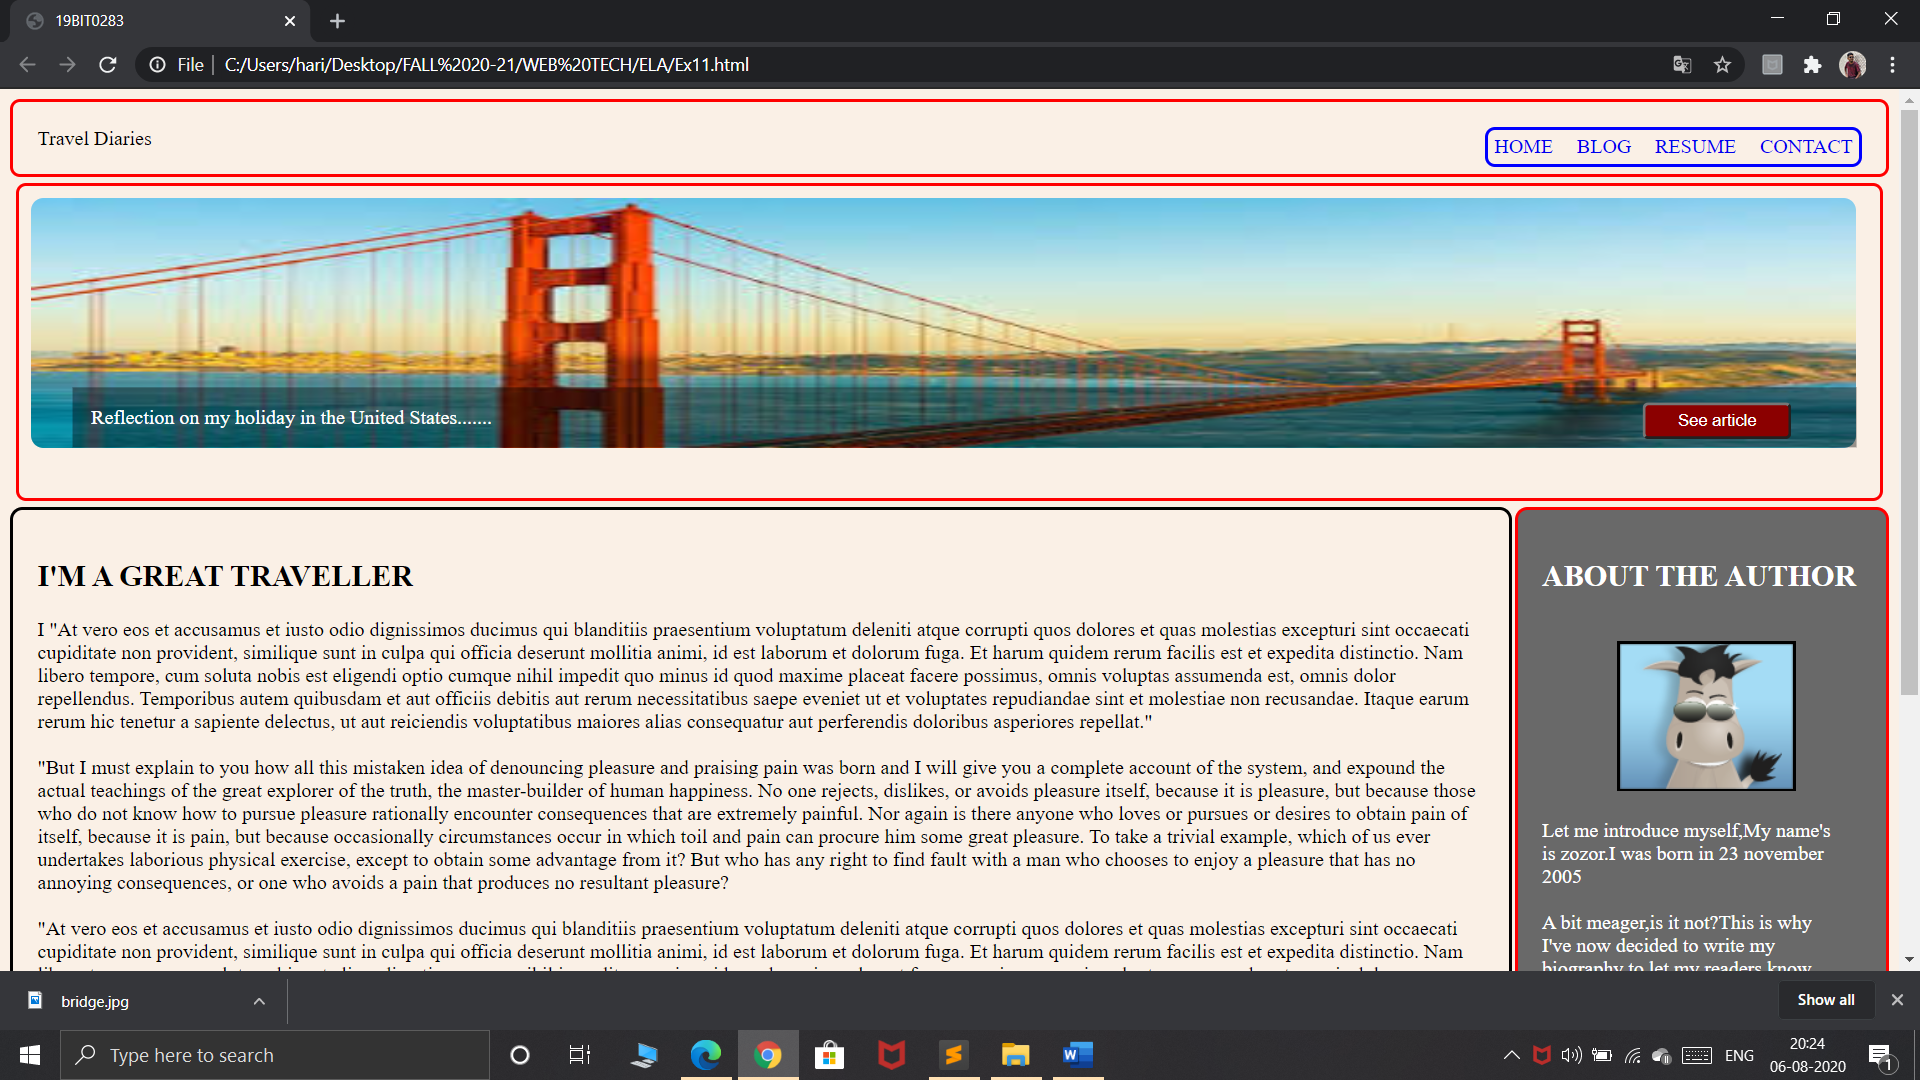 19BIT0283
File
C:/Users/hari/Desktop/FALL%2020-21/WEB%20TECH/ELA/Ex11.html
Travel Diaries
HOME BLOG RESUME CONTACT
Reflection on my holiday in the United States.......
See article
I'M A GREAT TRAVELLER
I "At vero eos et accusamus et iusto odio dignissimos ducimus qui blanditiis praesentium voluptatum deleniti atque corrupti quos dolores et quas molestias excepturi sint occaecati
cupiditate non provident, similique sunt in culpa qui officia deserunt mollitia animi, id est laborum et dolorum fuga. Et harum quidem rerum facilis est et expedita distinctio. Nam
libero tempore, cum soluta nobis est eligendi optio cumque nihil impedit quo minus id quod maxime placeat facere possimus, omnis voluptas assumenda est, omnis dolor
repellendus. Temporibus autem quibusdam et aut officiis debitis aut rerum necessitatibus saepe eveniet ut et voluptates repudiandae sint et molestiae non recusandae. Itaque earum
rerum hic tenetur a sapiente delectus, ut aut reiciendis voluptatibus maiores alias consequatur aut perferendis doloribus asperiores repellat."
"But I must explain to you how all this mistaken idea of denouncing pleasure and praising pain was born and I will give you a complete account of the system, and expound the
actual teachings of the great explorer of the truth, the master-builder of human happiness. No one rejects, dislikes, or avoids pleasure itself, because it is pleasure, but because those
who do not know how to pursue pleasure rationally encounter consequences that are extremely painful. Nor again is there anyone who loves or pursues or desires to obtain pain of
itself, because it is pain, but because occasionally circumstances occur in which toil and pain can procure him some great pleasure. To take a trivial example, which of us ever
undertakes laborious physical exercise, except to obtain some advantage from it? But who has any right to find fault with a man who chooses to enjoy a pleasure that has no
annoying consequences, or one who avoids a pain that produces no resultant pleasure?
"At vero eos et accusamus et iusto odio dignissimos ducimus qui blanditiis praesentium voluptatum deleniti atque corrupti quos dolores et quas molestias excepturi sint occaecati
cupiditate non provident, similique sunt in culpa qui officia deserunt mollitia animi, id est laborum et dolorum fuga. Et harum quidem rerum facilis est et expedita distinctio. Nam
ABOUT THE AUTHOR
Let me introduce myself,My name's
is zozor.I was born in 23 november
2005
A bit meager,is it not?This is why
I've now decided to write my
biography to let my readers know
bridge.jpg
Show all
Type here to search
ENG
20:24
06-08-2020
1